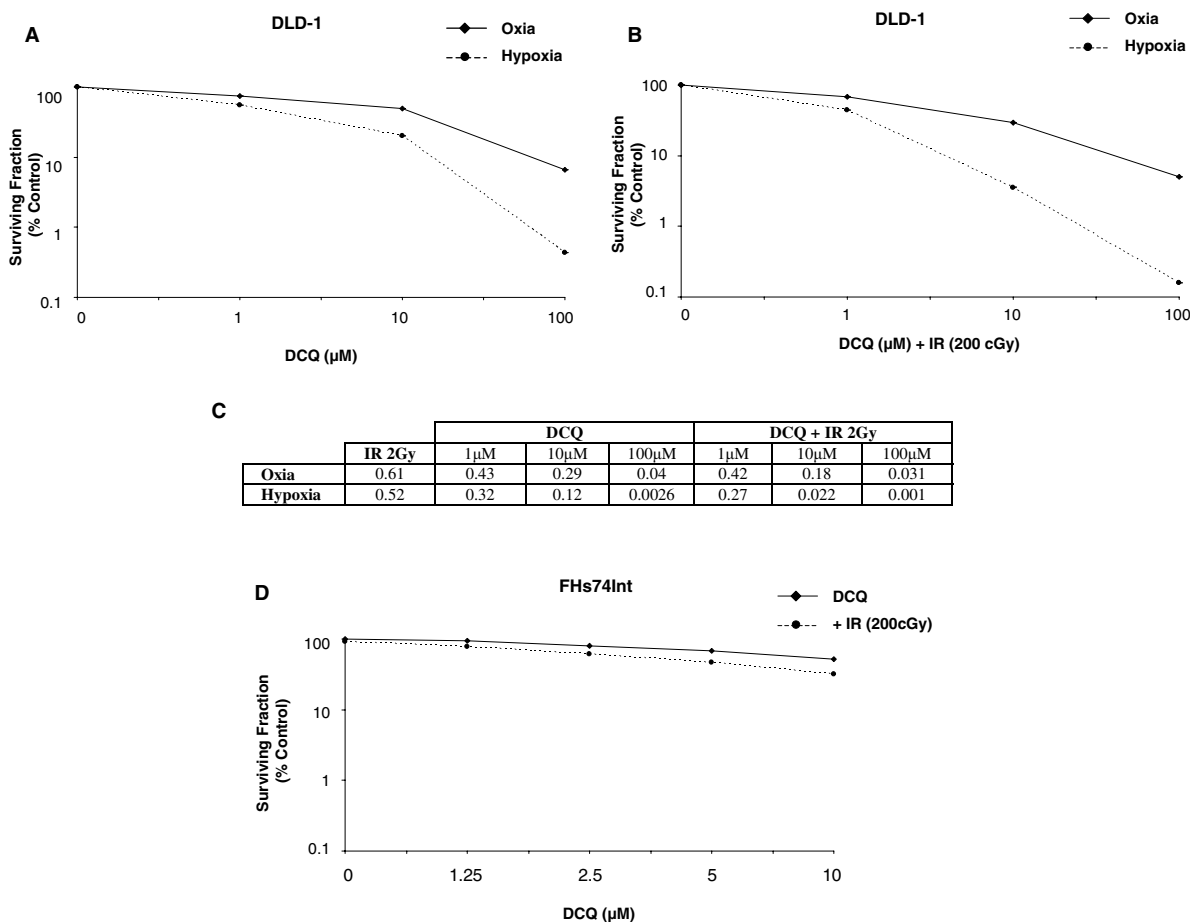 A
DLD-1
Oxia
Hypoxia
Surviving Fraction
(% Control)
100
10
1
0.1
0 1 10 100
DCQ (µM)
B
DLD-1
Oxia
Hypoxia
Surviving Fraction
(% Control)
100
10
1
0.1
0 1 10 100
DCQ (µM) + IR (200 cGy)
C
DCQ DCQ + IR 2Gy
IR 2Gy 1µM 10µM 100µM 1µM 10µM 100µM
Oxia 0.61 0.43 0.29 0.04 0.42 0.18 0.031
Hypoxia 0.52 0.32 0.12 0.0026 0.27 0.022 0.001
D
FHs74Int
DCQ
+ IR (200cGy)
Surviving Fraction
(% Control)
100
10
1
0.1
0 1.25 2.5 5 10
DCQ (µM)